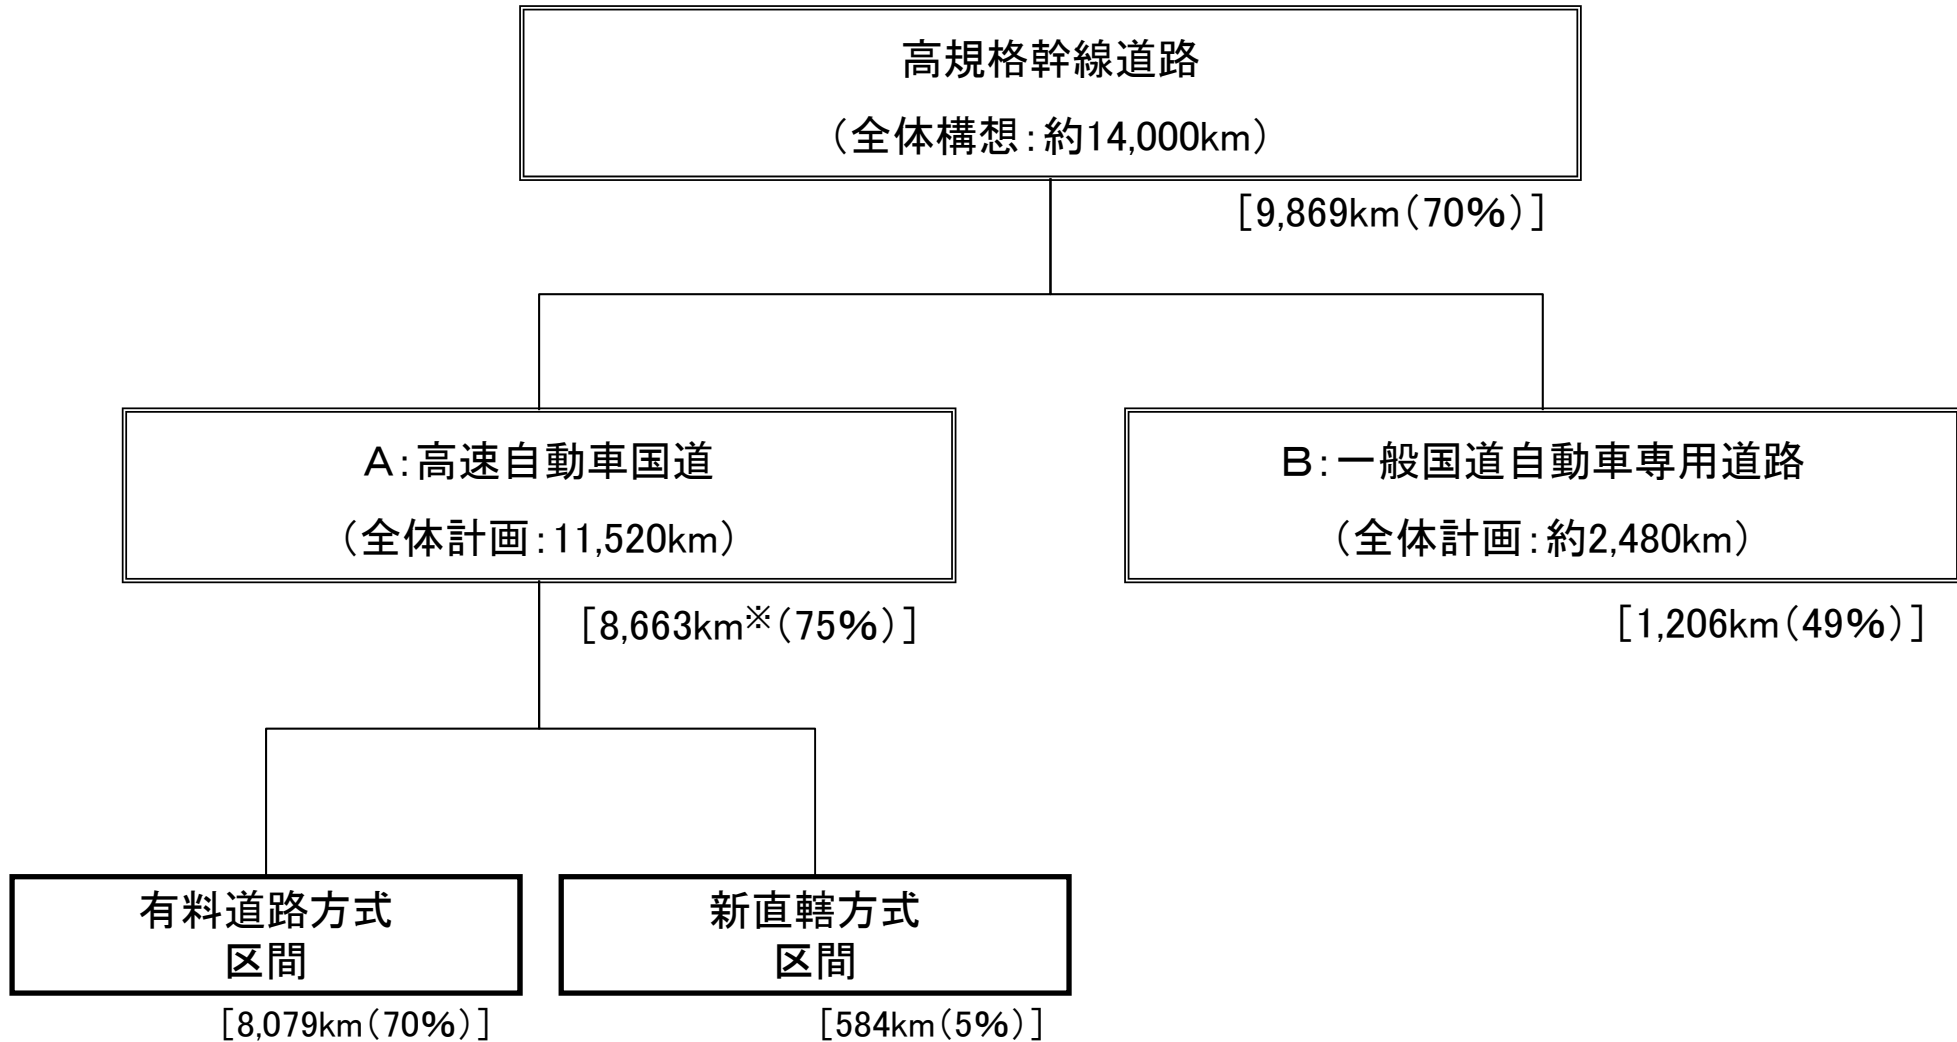 高規格幹線道路
（全体構想：約14,000km）
［9,869km（70％）］
A：高速自動車国道
（全体計画：11,520km）
［8,663km※（75％）］
B：一般国道自動車専用道路
（全体計画：約2,480km）
［1,206km（49％）］
有料道路方式
区間
［8,079km（70％）］
新直轄方式
区間
［584km（5％）］